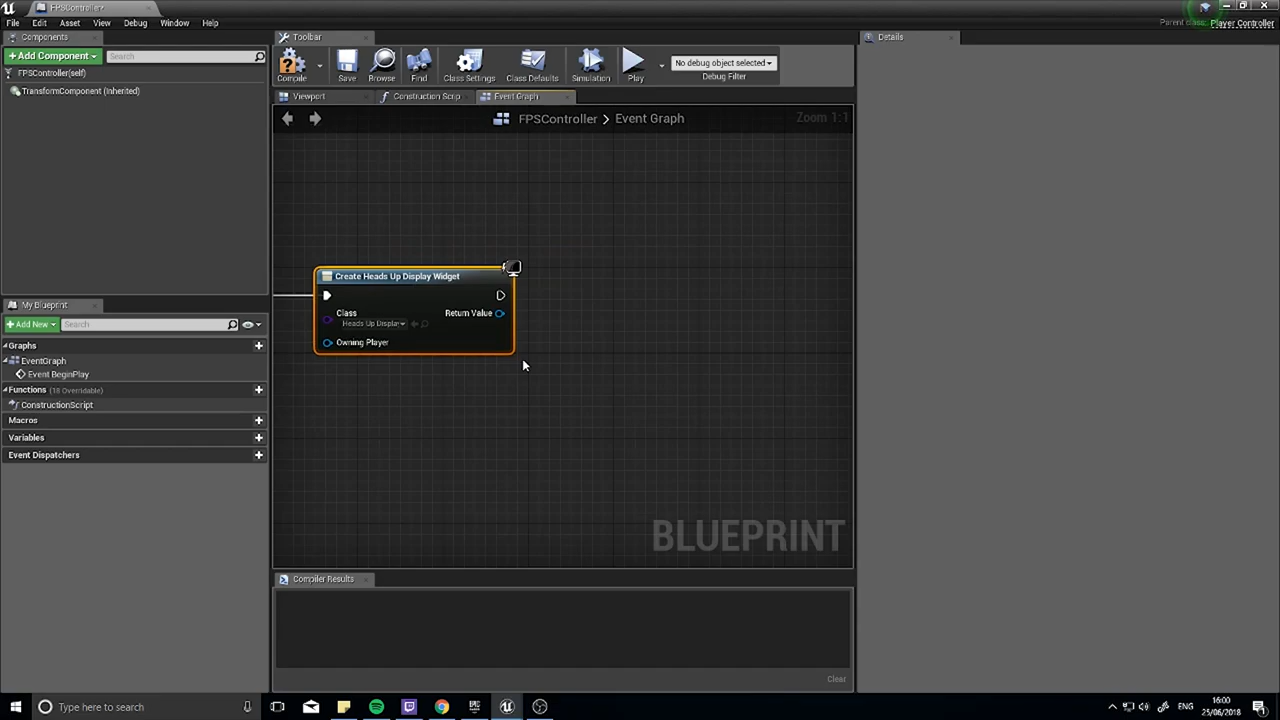 FPSController*
File Edit Asset View Debug Window Help
Parent class: Player Controller
Components
+Add Component
Search
FPSController(self)
TransformComponent (Inherited)
Toolbar
Compile Save Browse Find Class Settings Class Defaults Simulation Play
No debug object selected
Debug Filter
Details
Viewport
Construction Scrip
Event Graph
FPSController > Event Graph
Zoom 1:1
Create Heads Up Display Widget
Class
Heads Up Display
Return Value
Owning Player
My Blueprint
+Add New
Search
Graphs
EventGraph
Event BeginPlay
Functions (18 Overridable)
ConstructionScript
Macros
Variables
Event Dispatchers
BLUEPRINT
Compiler Results
Clear
Type here to search
ENG
16:00
25/06/2018